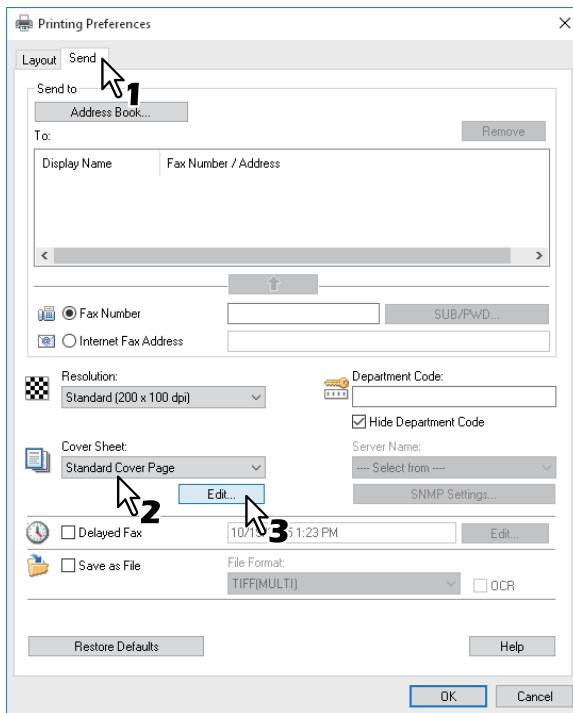 Printing Preferences
Layout Send
1
Send to
Address Book...
To: Remove
Display Name Fax Number / Address
Fax Number SUB/PWD...
Internet Fax Address
Resolution: Department Code:
Standard (200 x 100 dpi)
Hide Department Code
Cover Sheet: Server Name:
Standard Cover Page ---- Select from ----
2 Edit... 3 SNMP Settings...
Delayed Fax 1:23 PM Edit...
Save as File File Format:
TIFF(MULTI) OCR
Restore Defaults Help
OK Cancel